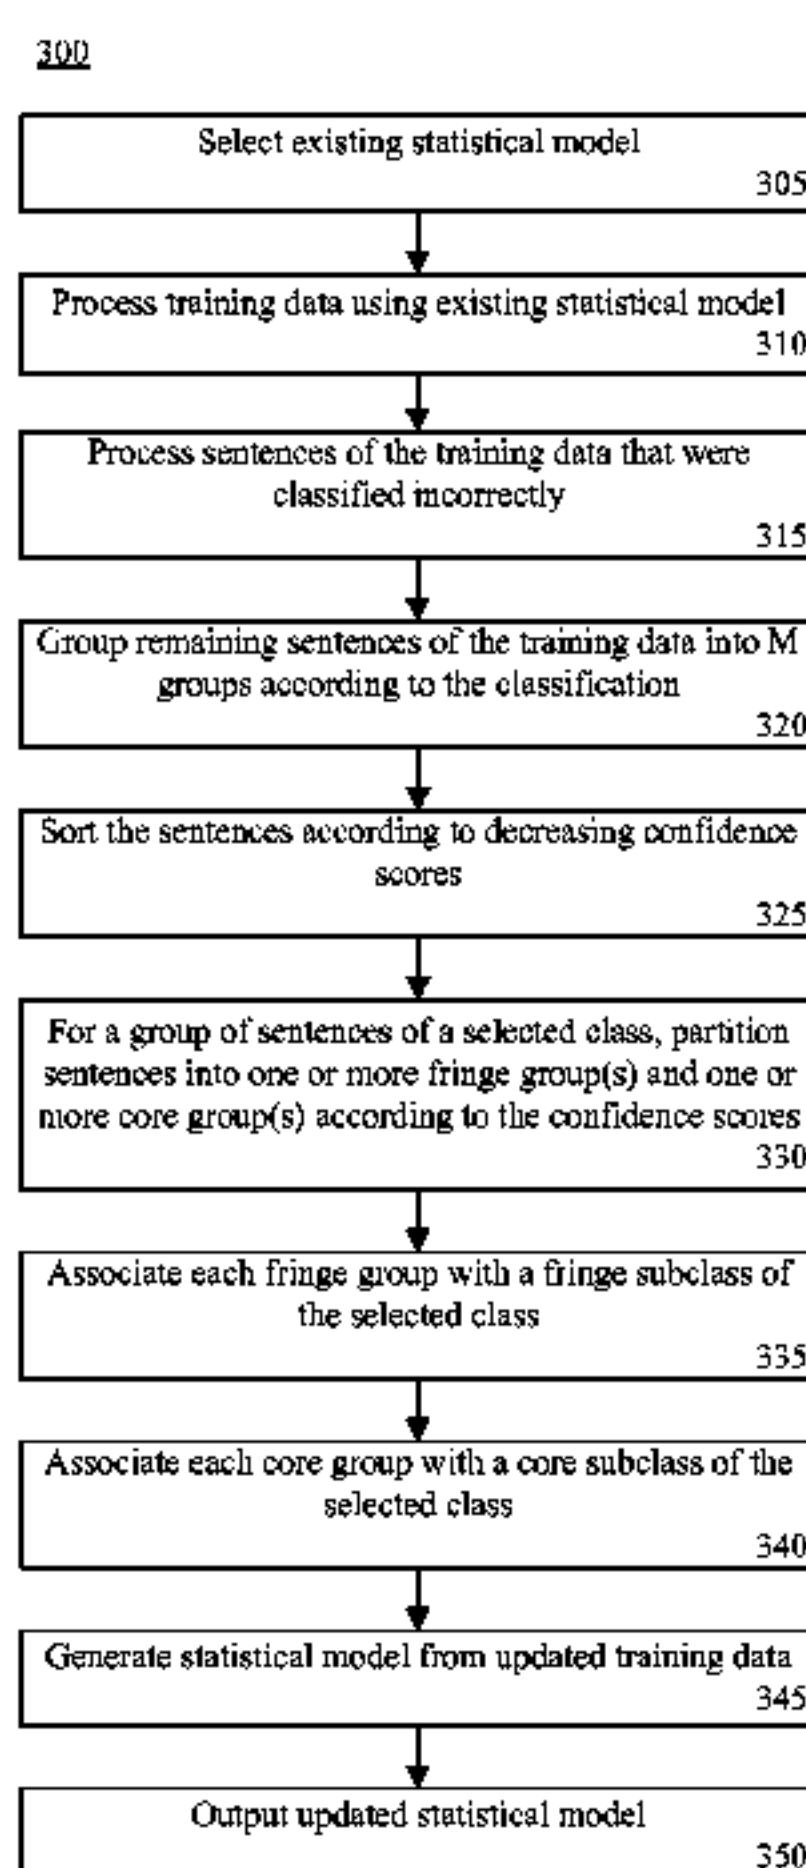 300
Select existing statistical model
305
Process training data using existing statistical model
310
Process sentences of the training data that were
classified incorrectly
315
Group remaining sentences of the training data into M
groups according to the classification
320
Sort the sentences according to decreasing confidence
scores
325
For a group of sentences of a selected class, partition
sentences into one or more fringe group(s) and one or
more core group(s) according to the confidence scores
330
Associate each fringe group with a fringe subclass of
the selected class
335
Associate each core group with a core subclass of the
selected class
340
Generate statistical model from updated training data
345
Output updated statistical model
350